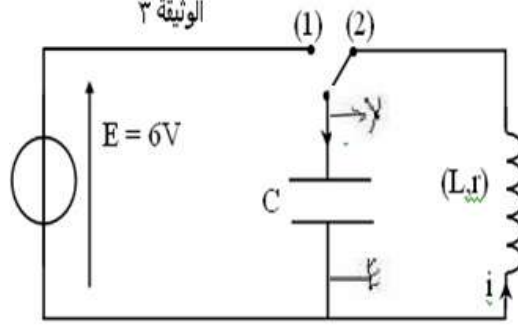 الوثيقة ٣
(1) (2)
E = 6V
C
(L,r)
i